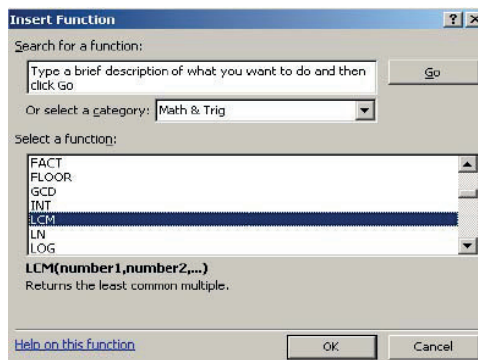 Insert Function
Search for a function:
Type a brief description of what you want to do and then
click Go
Go
Or select a category: Math & Trig
Select a function:
FACT
FLOOR
GCD
INT
LCM
LN
LOG
LCM(number1,number2,...)
Returns the least common multiple.
Help on this function
OK
Cancel